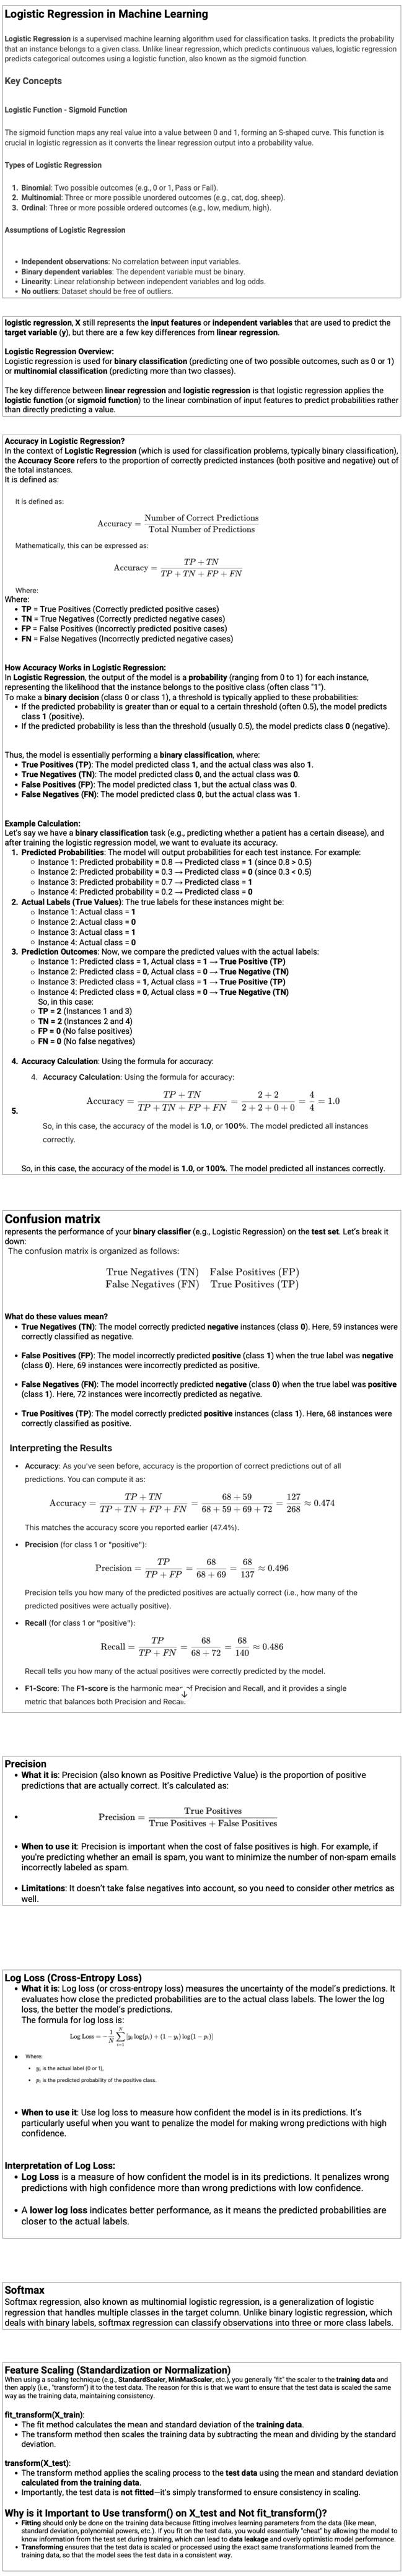 Logistic Regression in Machine Learning
Logistic Regression is a supervised machine learning algorithm used for classification tasks. It predicts the probability
that an instance belongs to a given class. Unlike linear regression, which predicts continuous values, logistic regression
predicts categorical outcomes using a logistic function, also known as the sigmoid function.
Key Concepts
Logistic Function - Sigmoid Function
The sigmoid function maps any real value into a value between 0 and 1, forming an S-shaped curve. This function is
crucial in logistic regression as it converts the linear regression output into a probability value.
Types of Logistic Regression
1. Binomial: Two possible outcomes (e.g., 0 or 1, Pass or Fail).
2. Multinomial: Three or more possible unordered outcomes (e.g., cat, dog, sheep).
3. Ordinal: Three or more possible ordered outcomes (e.g., low, medium, high).
Assumptions of Logistic Regression
• Independent observations: No correlation between input variables.
• Binary dependent variables: The dependent variable must be binary.
• Linearity: Linear relationship between independent variables and log odds.
• No outliers: Dataset should be free of outliers.
logistic regression, X still represents the input features or independent variables that are used to predict the
target variable (y), but there are a few key differences from linear regression.
Logistic Regression Overview:
Logistic regression is used for binary classification (predicting one of two possible outcomes, such as 0 or 1)
or multinomial classification (predicting more than two classes).
The key difference between linear regression and logistic regression is that logistic regression applies the
logistic function (or sigmoid function) to the linear combination of input features to predict probabilities rather
than directly predicting a value.
Accuracy in Logistic Regression?
In the context of Logistic Regression (which is used for classification problems, typically binary classification),
the Accuracy Score refers to the proportion of correctly predicted instances (both positive and negative) out of
the total instances.
It is defined as:
It is defined as:
Accuracy = Number of Correct Predictions / Total Number of Predictions
Mathematically, this can be expressed as:
Accuracy = TP + TN / TP + TN + FP + FN
Where:
Where:
• TP = True Positives (Correctly predicted positive cases)
• TN = True Negatives (Correctly predicted negative cases)
• FP = False Positives (Incorrectly predicted positive cases)
• FN = False Negatives (Incorrectly predicted negative cases)
How Accuracy Works in Logistic Regression:
In Logistic Regression, the output of the model is a probability (ranging from 0 to 1) for each instance,
representing the likelihood that the instance belongs to the positive class (often class "1").
To make a binary decision (class 0 or class 1), a threshold is typically applied to these probabilities:
• If the predicted probability is greater than or equal to a certain threshold (often 0.5), the model predicts
class 1 (positive).
• If the predicted probability is less than the threshold (usually 0.5), the model predicts class 0 (negative).
Thus, the model is essentially performing a binary classification, where:
• True Positives (TP): The model predicted class 1, and the actual class was also 1.
• True Negatives (TN): The model predicted class 0, and the actual class was 0.
• False Positives (FP): The model predicted class 1, but the actual class was 0.
• False Negatives (FN): The model predicted class 0, but the actual class was 1.
Example Calculation:
Let's say we have a binary classification task (e.g., predicting whether a patient has a certain disease), and
after training the logistic regression model, we want to evaluate its accuracy.
1. Predicted Probabilities: The model will output probabilities for each test instance. For example:
○ Instance 1: Predicted probability = 0.8 → Predicted class = 1 (since 0.8 > 0.5)
○ Instance 2: Predicted probability = 0.3 → Predicted class = 0 (since 0.3 < 0.5)
○ Instance 3: Predicted probability = 0.7 → Predicted class = 1
○ Instance 4: Predicted probability = 0.2 → Predicted class = 0
2. Actual Labels (True Values): The true labels for these instances might be:
○ Instance 1: Actual class = 1
○ Instance 2: Actual class = 0
○ Instance 3: Actual class = 1
○ Instance 4: Actual class = 0
3. Prediction Outcomes: Now, we compare the predicted values with the actual labels:
○ Instance 1: Predicted class = 1, Actual class = 1 → True Positive (TP)
○ Instance 2: Predicted class = 0, Actual class = 0 → True Negative (TN)
○ Instance 3: Predicted class = 1, Actual class = 1 → True Positive (TP)
○ Instance 4: Predicted class = 0, Actual class = 0 → True Negative (TN)
So, in this case:
○ TP = 2 (Instances 1 and 3)
○ TN = 2 (Instances 2 and 4)
○ FP = 0 (No false positives)
○ FN = 0 (No false negatives)
4. Accuracy Calculation: Using the formula for accuracy:
4. Accuracy Calculation: Using the formula for accuracy:
5. Accuracy = TP + TN / TP + TN + FP + FN = 2 + 2 / 2 + 2 + 0 + 0 = 4 / 4 = 1.0
So, in this case, the accuracy of the model is 1.0, or 100%. The model predicted all instances
correctly.
So, in this case, the accuracy of the model is 1.0, or 100%. The model predicted all instances correctly.
Confusion matrix
represents the performance of your binary classifier (e.g., Logistic Regression) on the test set. Let's break it
down:
The confusion matrix is organized as follows:
True Negatives (TN) False Positives (FP)
False Negatives (FN) True Positives (TP)
What do these values mean?
• True Negatives (TN): The model correctly predicted negative instances (class 0). Here, 59 instances were
correctly classified as negative.
• False Positives (FP): The model incorrectly predicted positive (class 1) when the true label was negative
(class 0). Here, 69 instances were incorrectly predicted as positive.
• False Negatives (FN): The model incorrectly predicted negative (class 0) when the true label was positive
(class 1). Here, 72 instances were incorrectly predicted as negative.
• True Positives (TP): The model correctly predicted positive instances (class 1). Here, 68 instances were
correctly classified as positive.
Interpreting the Results
• Accuracy: As you've seen before, accuracy is the proportion of correct predictions out of all
predictions. You can compute it as:
Accuracy = TP + TN / TP + TN + FP + FN = 68 + 59 / 68 + 59 + 69 + 72 = 127 / 268 ≈ 0.474
This matches the accuracy score you reported earlier (47.4%).
• Precision (for class 1 or "positive"):
Precision = TP / TP + FP = 68 / 68 + 69 = 68 / 137 ≈ 0.496
Precision tells you how many of the predicted positives are actually correct (i.e., how many of the
predicted positives were actually positive).
• Recall (for class 1 or "positive"):
Recall = TP / TP + FN = 68 / 68 + 72 = 68 / 140 ≈ 0.486
Recall tells you how many of the actual positives were correctly predicted by the model.
• F1-Score: The F1-score is the harmonic mean of Precision and Recall, and it provides a single
metric that balances both Precision and Recall.
Precision
• What it is: Precision (also known as Positive Predictive Value) is the proportion of positive
predictions that are actually correct. It's calculated as:
• Precision = True Positives / True Positives + False Positives
• When to use it: Precision is important when the cost of false positives is high. For example, if
you're predicting whether an email is spam, you want to minimize the number of non-spam emails
incorrectly labeled as spam.
• Limitations: It doesn't take false negatives into account, so you need to consider other metrics as
well.
Log Loss (Cross-Entropy Loss)
• What it is: Log loss (or cross-entropy loss) measures the uncertainty of the model's predictions. It
evaluates how close the predicted probabilities are to the actual class labels. The lower the log
loss, the better the model's predictions.
The formula for log loss is:
Log Loss = −1/N ∑ᵢ₌₁ᴺ [yᵢ log(pᵢ) + (1 − yᵢ) log(1 − pᵢ)]
• Where:
• yᵢ is the actual label (0 or 1),
• pᵢ is the predicted probability of the positive class.
• When to use it: Use log loss to measure how confident the model is in its predictions. It's
particularly useful when you want to penalize the model for making wrong predictions with high
confidence.
Interpretation of Log Loss:
• Log Loss is a measure of how confident the model is in its predictions. It penalizes wrong
predictions with high confidence more than wrong predictions with low confidence.
• A lower log loss indicates better performance, as it means the predicted probabilities are
closer to the actual labels.
Softmax
Softmax regression, also known as multinomial logistic regression, is a generalization of logistic
regression that handles multiple classes in the target column. Unlike binary logistic regression, which
deals with binary labels, softmax regression can classify observations into three or more class labels.
Feature Scaling (Standardization or Normalization)
When using a scaling technique (e.g., StandardScaler, MinMaxScaler, etc.), you generally "fit" the scaler to the training data and
then apply (i.e., "transform") it to the test data. The reason for this is that we want to ensure that the test data is scaled the same
way as the training data, maintaining consistency.
fit_transform(X_train):
• The fit method calculates the mean and standard deviation of the training data.
• The transform method then scales the training data by subtracting the mean and dividing by the standard
deviation.
transform(X_test):
• The transform method applies the scaling process to the test data using the mean and standard deviation
calculated from the training data.
• Importantly, the test data is not fitted—it's simply transformed to ensure consistency in scaling.
Why is it Important to Use transform() on X_test and Not fit_transform()?
• Fitting should only be done on the training data because fitting involves learning parameters from the data (like mean,
standard deviation, polynomial powers, etc.). If you fit on the test data, you would essentially "cheat" by allowing the model to
know information from the test set during training, which can lead to data leakage and overly optimistic model performance.
• Transforming ensures that the test data is scaled or processed using the exact same transformations learned from the
training data, so that the model sees the test data in a consistent way.